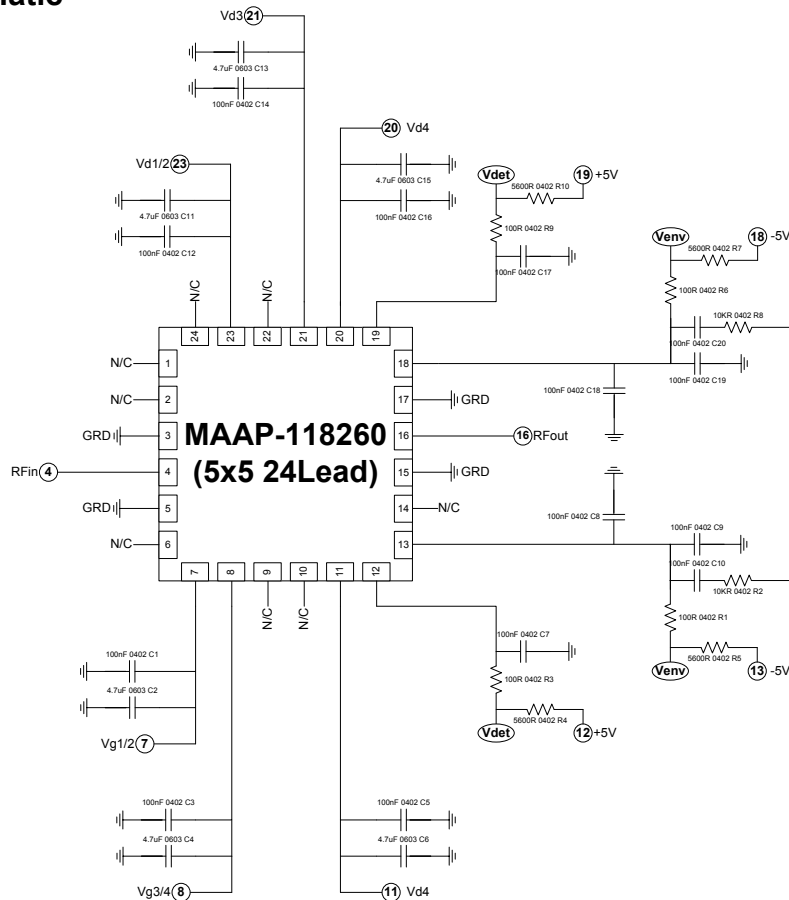 Vd3 21
4.7uF 0603 C13
100nF 0402 C14
20 Vd4
Vd1/2 23
4.7uF 0603 C15
100nF 0402 C16
4.7uF 0603 C11
100nF 0402 C12
Vdet
19 +5V
5600R 0402 R10
100R 0402 R9
100nF 0402 C17
Venv
18 -5V
5600R 0402 R7
100R 0402 R6
10KR 0402 R8
100nF 0402 C20
100nF 0402 C19
100nF 0402 C18
N/C
N/C
24
23
22
21
20
19
N/C 1
N/C 2
GRD 3
RFin 4 4
GRD 5
N/C 6
MAAP-118260
(5x5 24Lead)
18
17 GRD
16 16 RFout
15 GRD
14 N/C
13
7
8
9
10
11
12
N/C
N/C
100nF 0402 C8
100nF 0402 C9
100nF 0402 C10
10KR 0402 R2
100R 0402 R1
5600R 0402 R5
Venv
13 -5V
100nF 0402 C7
100R 0402 R3
5600R 0402 R4
Vdet
12 +5V
100nF 0402 C1
4.7uF 0603 C2
Vg1/2 7
100nF 0402 C3
4.7uF 0603 C4
Vg3/4 8
100nF 0402 C5
4.7uF 0603 C6
11 Vd4